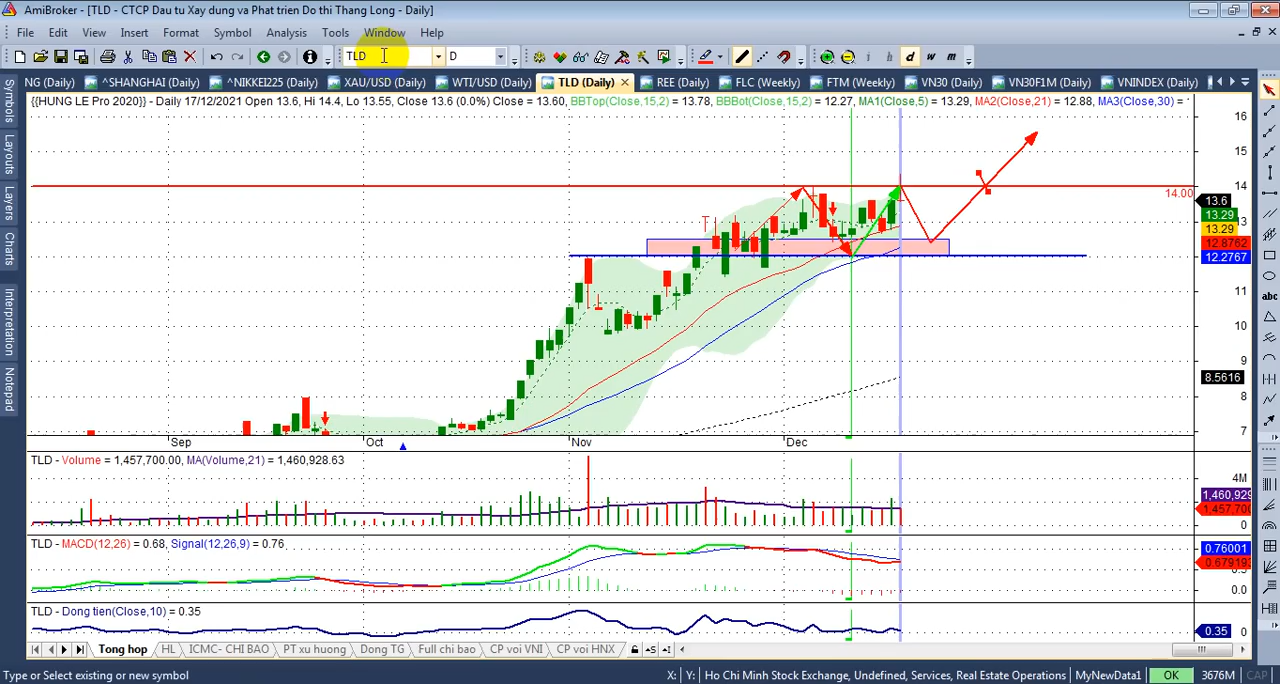 AmiBroker - [TLD - CTCP Dau tu Xay dung va Phat trien Do thi Thang Long - Daily]
File Edit View Insert Format Symbol Analysis Tools Window Help
TLD D i h d w m
NG (Daily) ^SHANGHAI (Daily) ^NIKKEI225 (Daily) XAU/USD (Daily) WTI/USD (Daily) TLD (Daily) REE (Daily) FLC (Weekly) FTM (Weekly) VN30 (Daily) VN30F1M (Daily) VNINDEX (Daily)
{{HUNG LE Pro 2020}} - Daily 17/12/2021 Open 13.6, Hi 14.4, Lo 13.55, Close 13.6 (0.0%) Close = 13.60, BBTop(Close,15,2) = 13.78, BBBot(Close,15,2) = 12.27, MA1(Close,5) = 13.29, MA2(Close,21) = 12.88, MA3(Close,30) =
Symbols
Layouts
Layers
Charts
Interpretation
Notepad
abc
T
14.00
16
15
14
13.6
13.29
13
13.29
12.8762
12.2767
11
10
9
8.5616
8
7
Sep Oct Nov Dec
TLD - Volume = 1,457,700.00, MA(Volume,21) = 1,460,928.63
4M
1,460,929
1,457,700
0
TLD - MACD(12,26) = 0.68, Signal(12,26,9) = 0.76
0.76001
0.679193
0.0
TLD - Dong tien(Close,10) = 0.35
0.35 0
Tong hop HL ICMC- CHI BAO PT xu huong Dong TG Full chi bao CP voi VNI CP voi HNX
Type or Select existing or new symbol X: Y: Ho Chi Minh Stock Exchange, Undefined, Services, Real Estate Operations MyNewData1 OK 3676M CAP